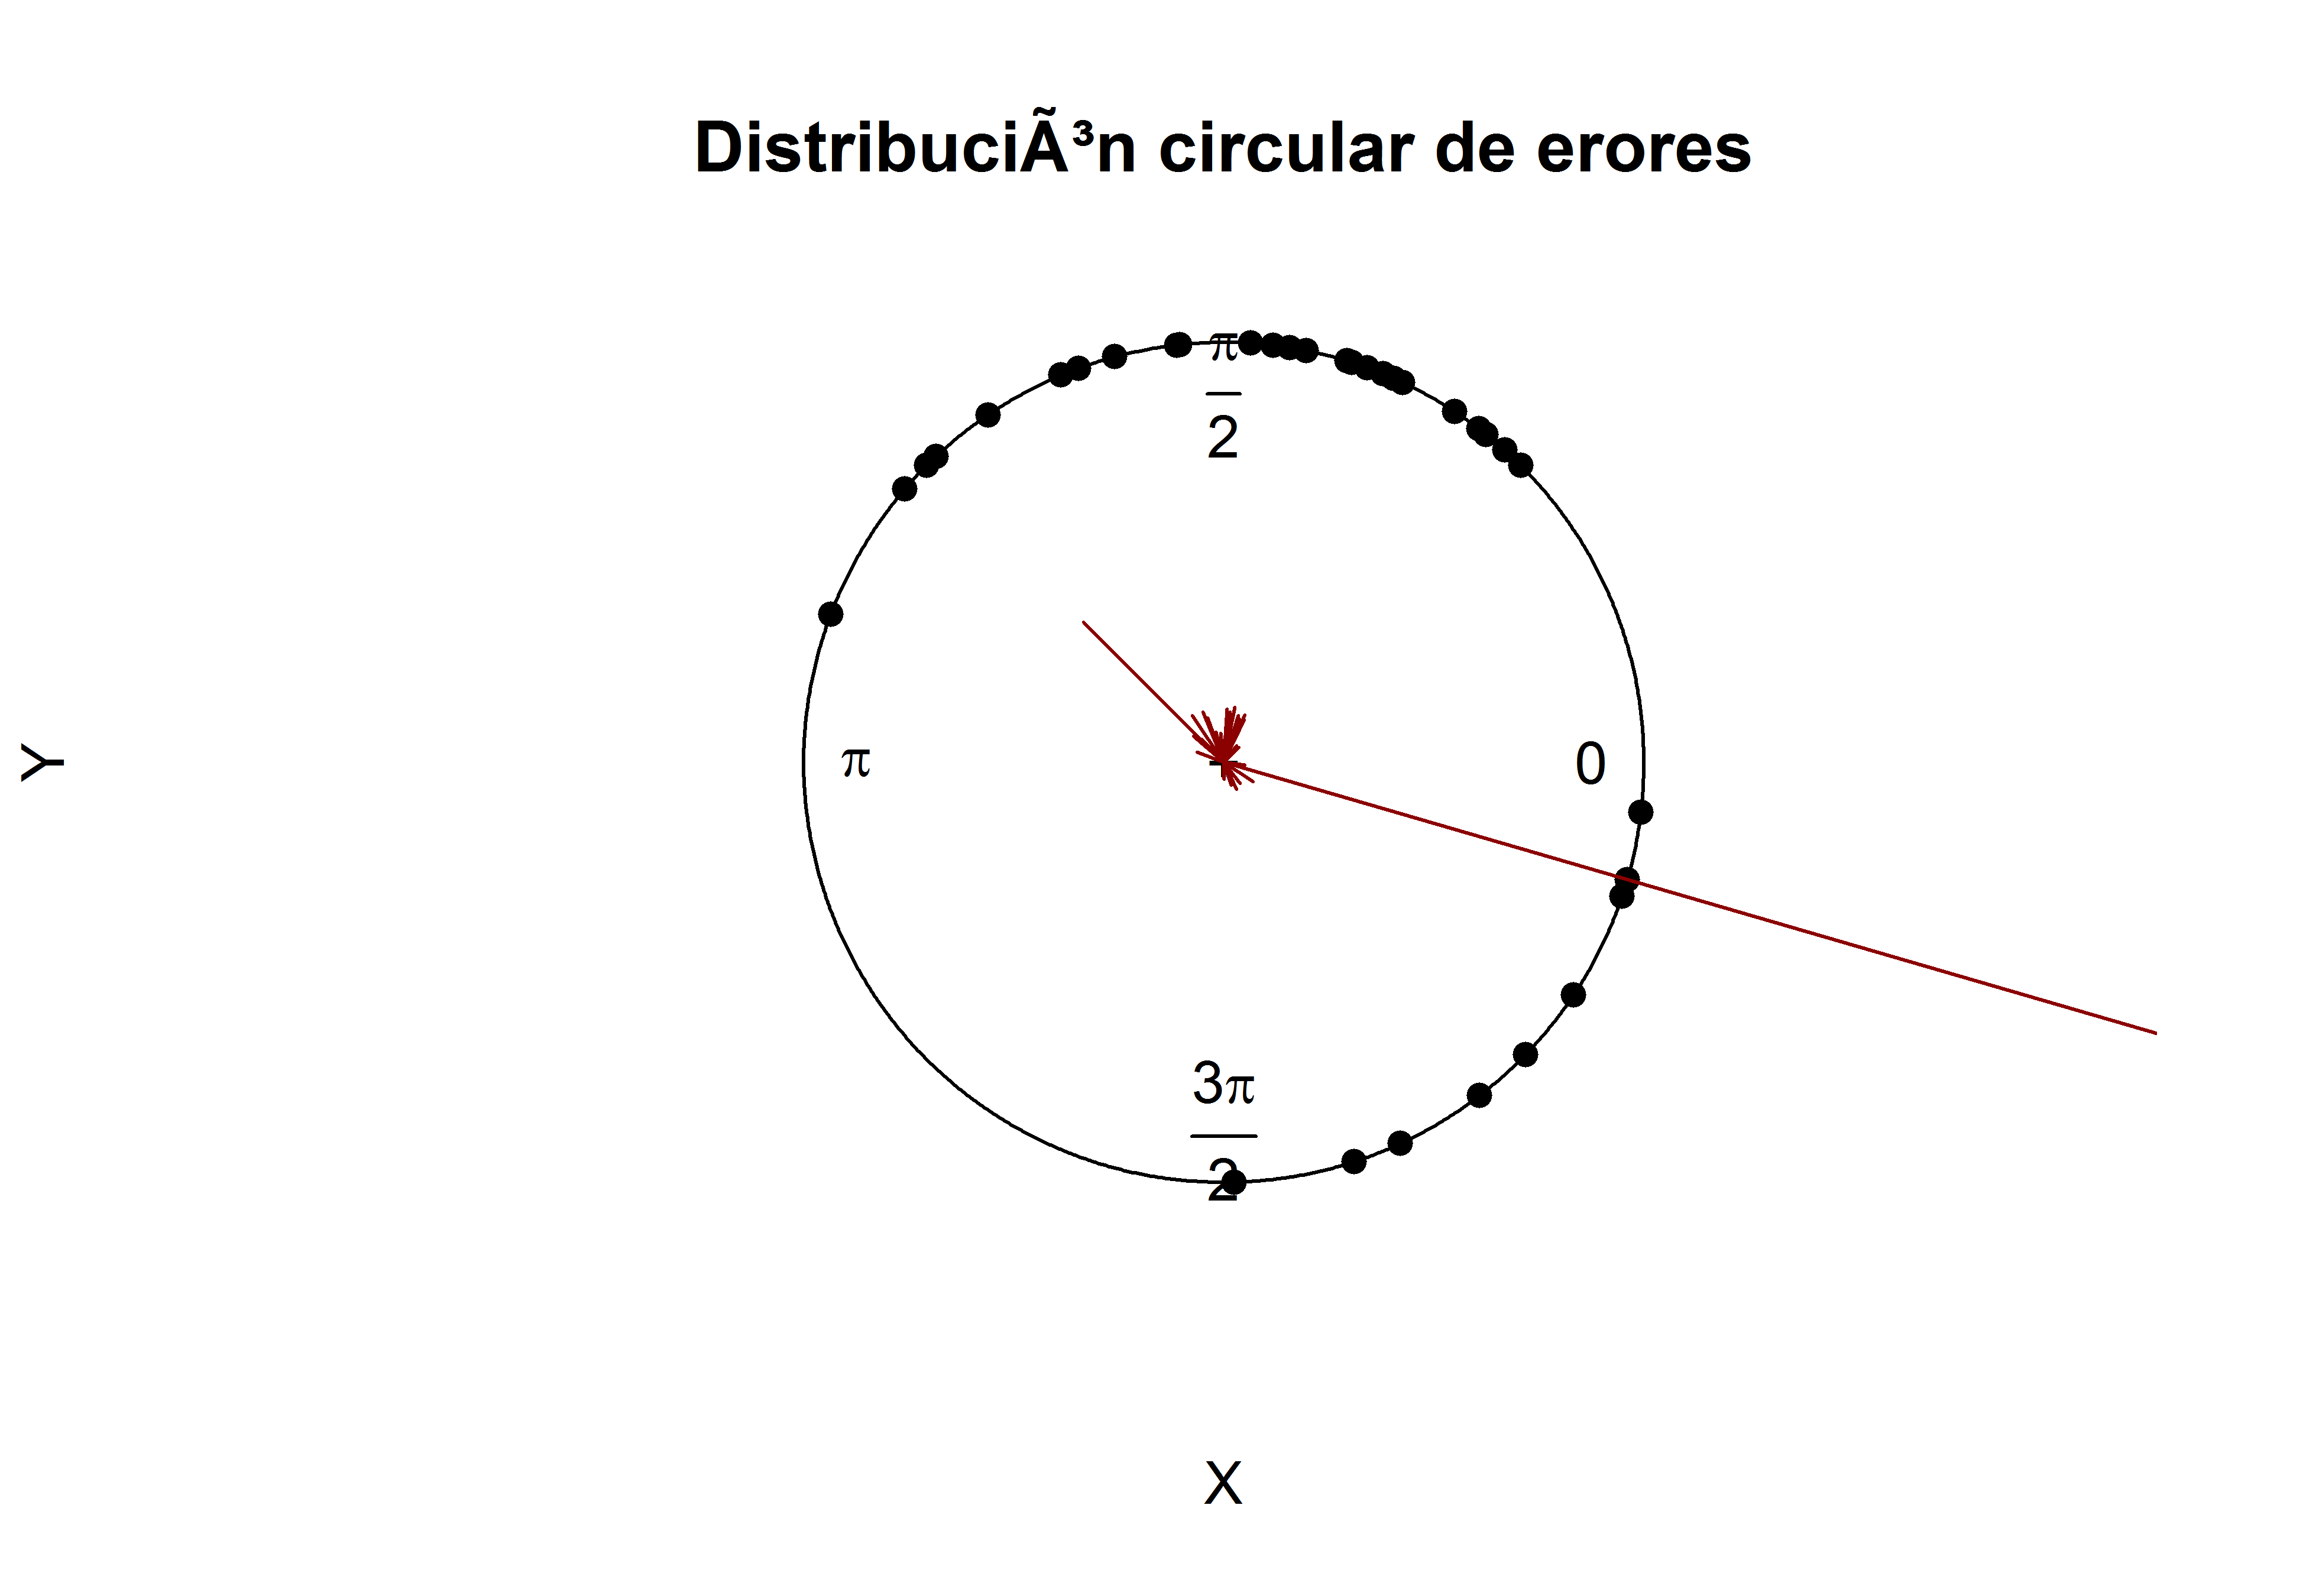 DistribuciÃ³n circular de erores
π
2
Y
π
0
3π
2
X